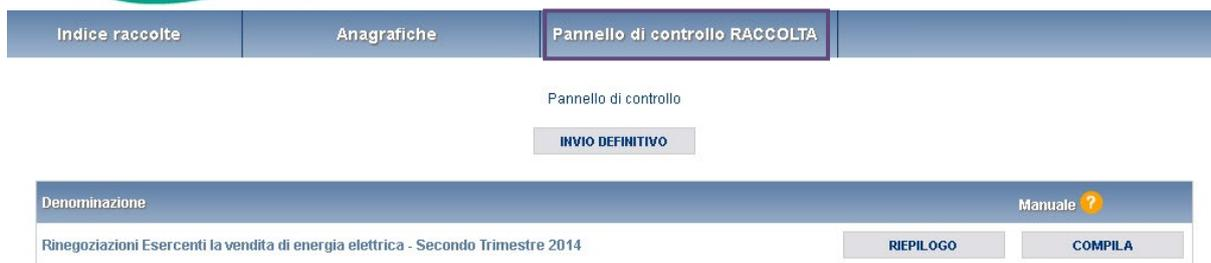 Indice raccolte Anagrafiche Pannello di controllo RACCOLTA
Pannello di controllo
INVIO DEFINITIVO
Denominazione Manuale ?
Rinegoziazioni Esercenti la vendita di energia elettrica - Secondo Trimestre 2014 RIEPILOGO COMPILA